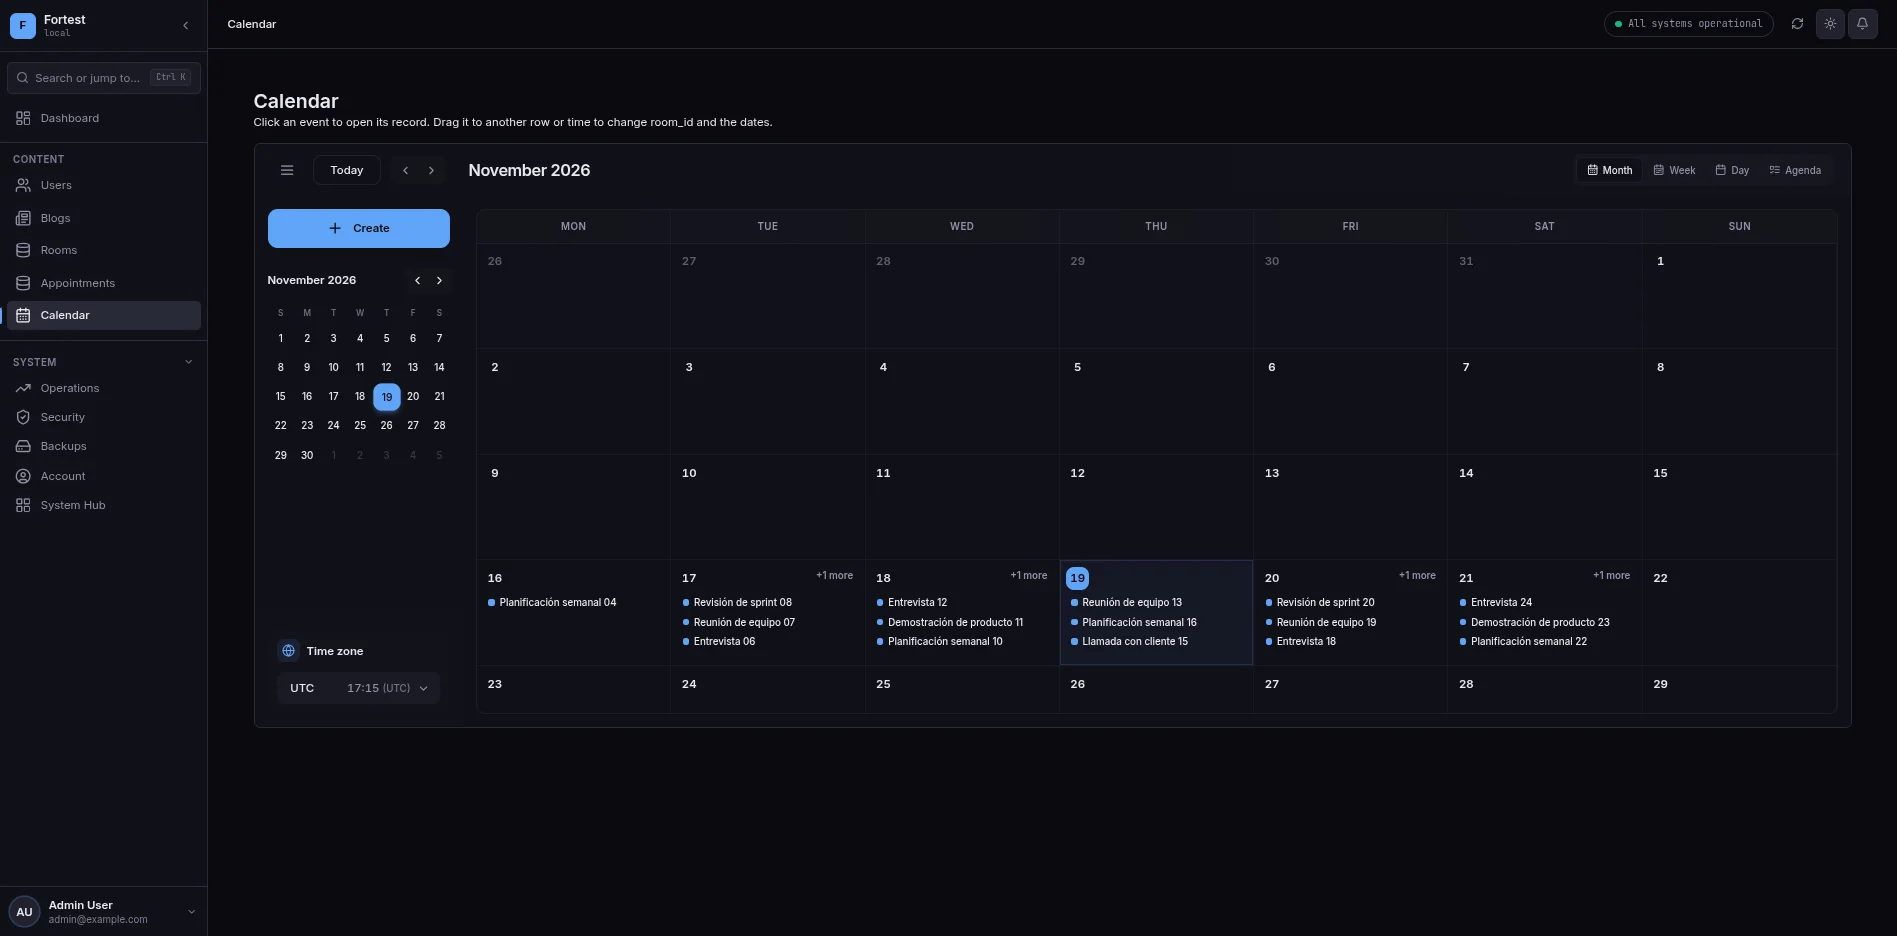 F
Fortest
local
Search or jump to...
Ctrl K
Dashboard
CONTENT
Users
Blogs
Rooms
Appointments
Calendar
SYSTEM
Operations
Security
Backups
Account
System Hub
AU
Admin User
admin@example.com
Calendar
All systems operational
Calendar
Click an event to open its record. Drag it to another row or time to change room_id and the dates.
Today
November 2026
Month
Week
Day
Agenda
Create
November 2026
S M T W T F S
1 2 3 4 5 6 7
8 9 10 11 12 13 14
15 16 17 18 19 20 21
22 23 24 25 26 27 28
29 30 1 2 3 4 5
Time zone
UTC 17:15 (UTC)
MON TUE WED THU FRI SAT SUN
26 27 28 29 30 31 1
2 3 4 5 6 7 8
9 10 11 12 13 14 15
16
Planificación semanal 04
17 +1 more
Revisión de sprint 08
Reunión de equipo 07
Entrevista 06
18 +1 more
Entrevista 12
Demostración de producto 11
Planificación semanal 10
19
Reunión de equipo 13
Planificación semanal 16
Llamada con cliente 15
20 +1 more
Revisión de sprint 20
Reunión de equipo 19
Entrevista 18
21 +1 more
Entrevista 24
Demostración de producto 23
Planificación semanal 22
22
23 24 25 26 27 28 29